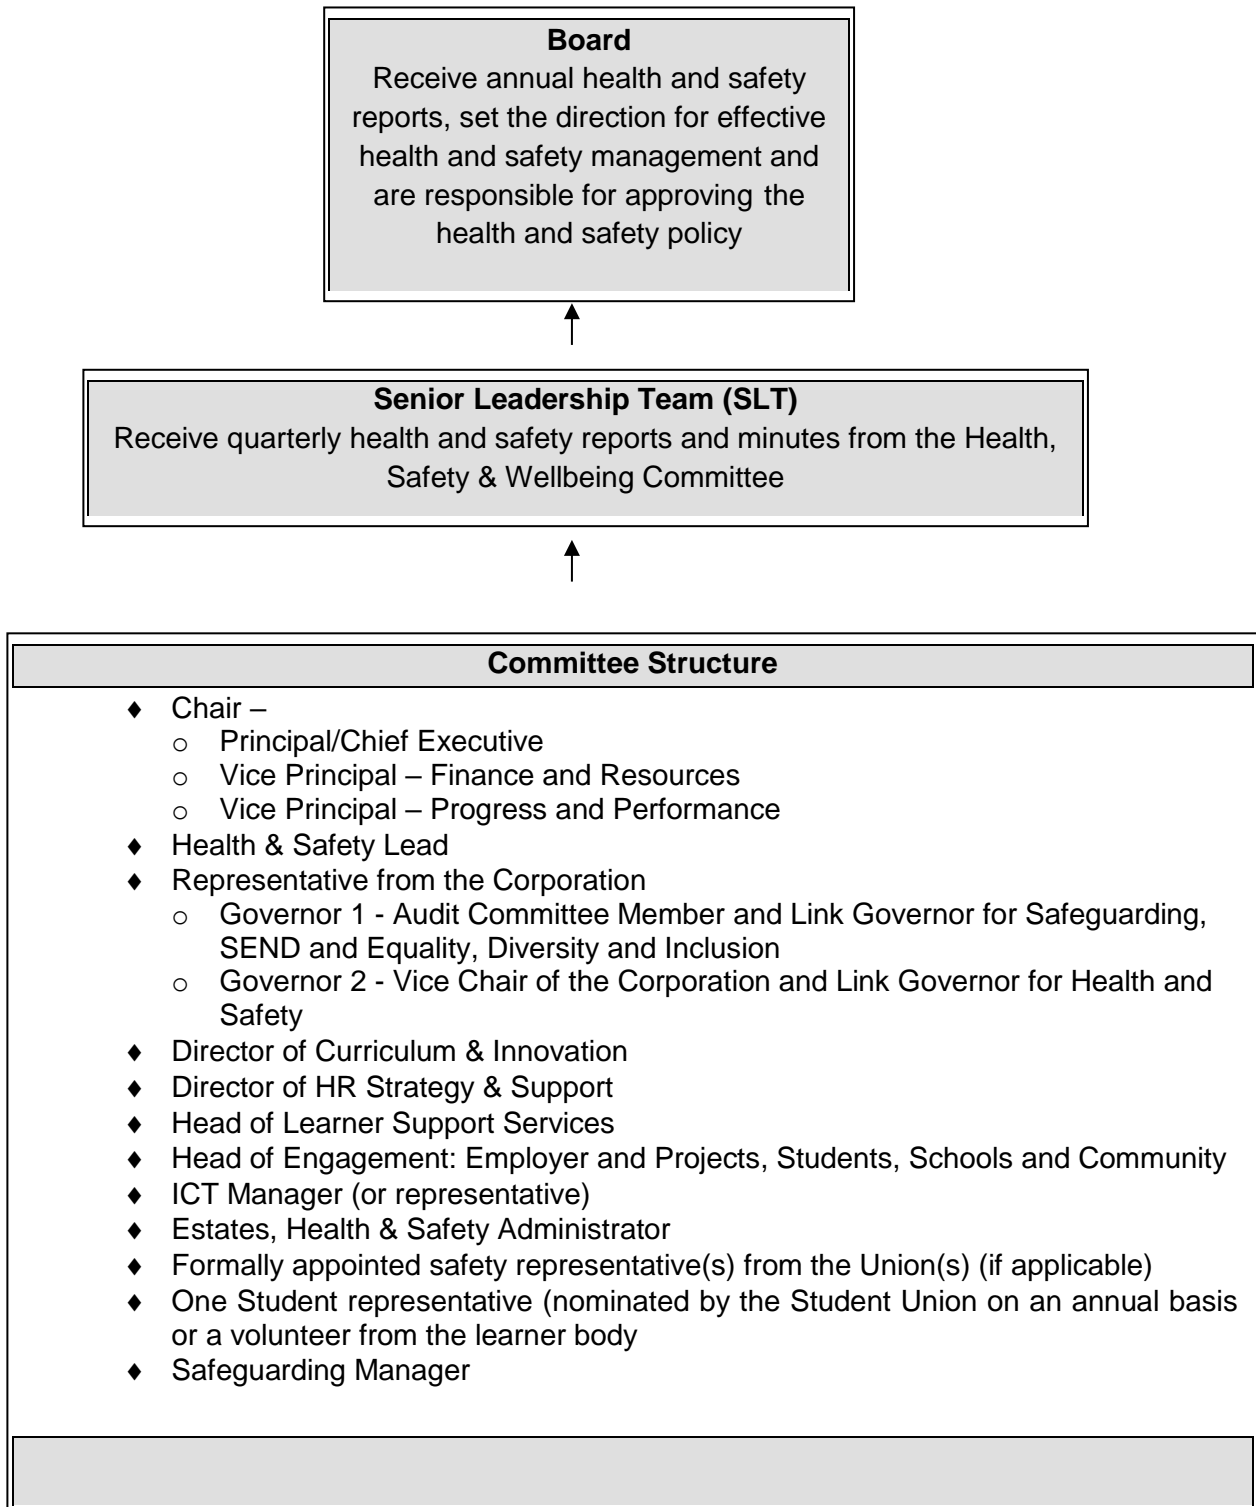 Board
Receive annual health and safety
reports, set the direction for effective
health and safety management and
are responsible for approving the
health and safety policy
Senior Leadership Team (SLT)
Receive quarterly health and safety reports and minutes from the Health,
Safety & Wellbeing Committee
Committee Structure
♦ Chair –
o Principal/Chief Executive
o Vice Principal – Finance and Resources
o Vice Principal – Progress and Performance
♦ Health & Safety Lead
♦ Representative from the Corporation
o Governor 1 - Audit Committee Member and Link Governor for Safeguarding,
SEND and Equality, Diversity and Inclusion
o Governor 2 - Vice Chair of the Corporation and Link Governor for Health and
Safety
♦ Director of Curriculum & Innovation
♦ Director of HR Strategy & Support
♦ Head of Learner Support Services
♦ Head of Engagement: Employer and Projects, Students, Schools and Community
♦ ICT Manager (or representative)
♦ Estates, Health & Safety Administrator
♦ Formally appointed safety representative(s) from the Union(s) (if applicable)
♦ One Student representative (nominated by the Student Union on an annual basis
or a volunteer from the learner body
♦ Safeguarding Manager